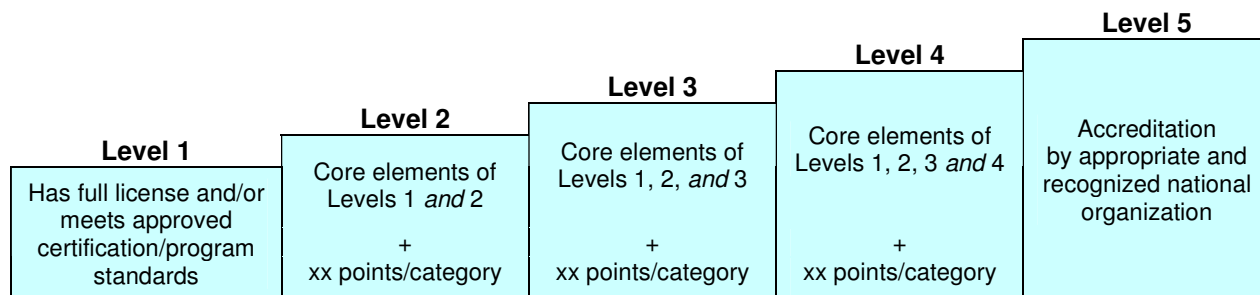 Level 1
Has full license and/or
meets approved
certification/program
standards
Level 2
Core elements of
Levels 1 and 2
+
xx points/category
Level 3
Core elements of
Levels 1, 2, and 3
+
xx points/category
Level 4
Core elements of
Levels 1, 2, 3 and 4
+
xx points/category
Level 5
Accreditation
by appropriate and
recognized national
organization